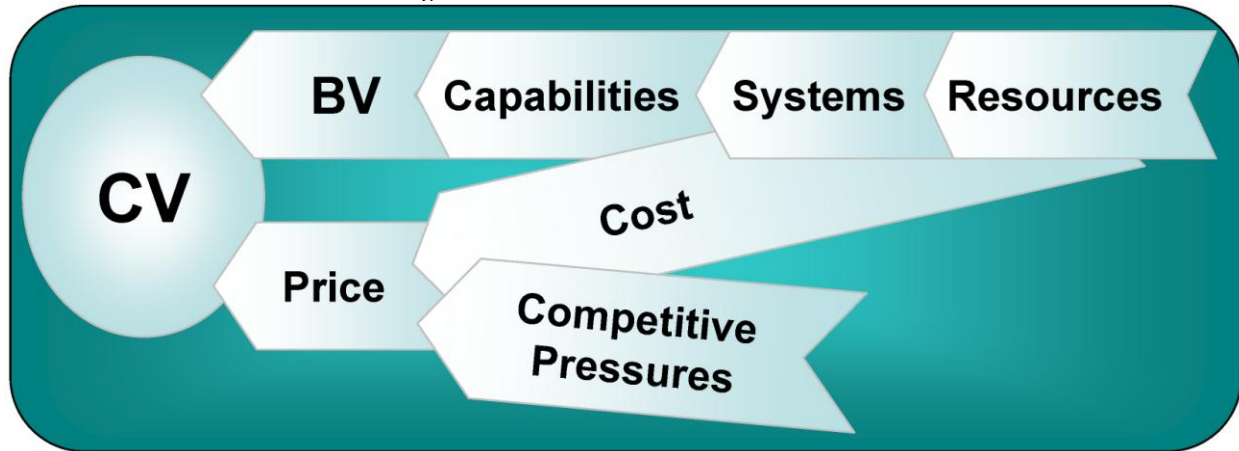 BV
Capabilities
Systems
Resources
CV
Cost
Price
Competitive
Pressures